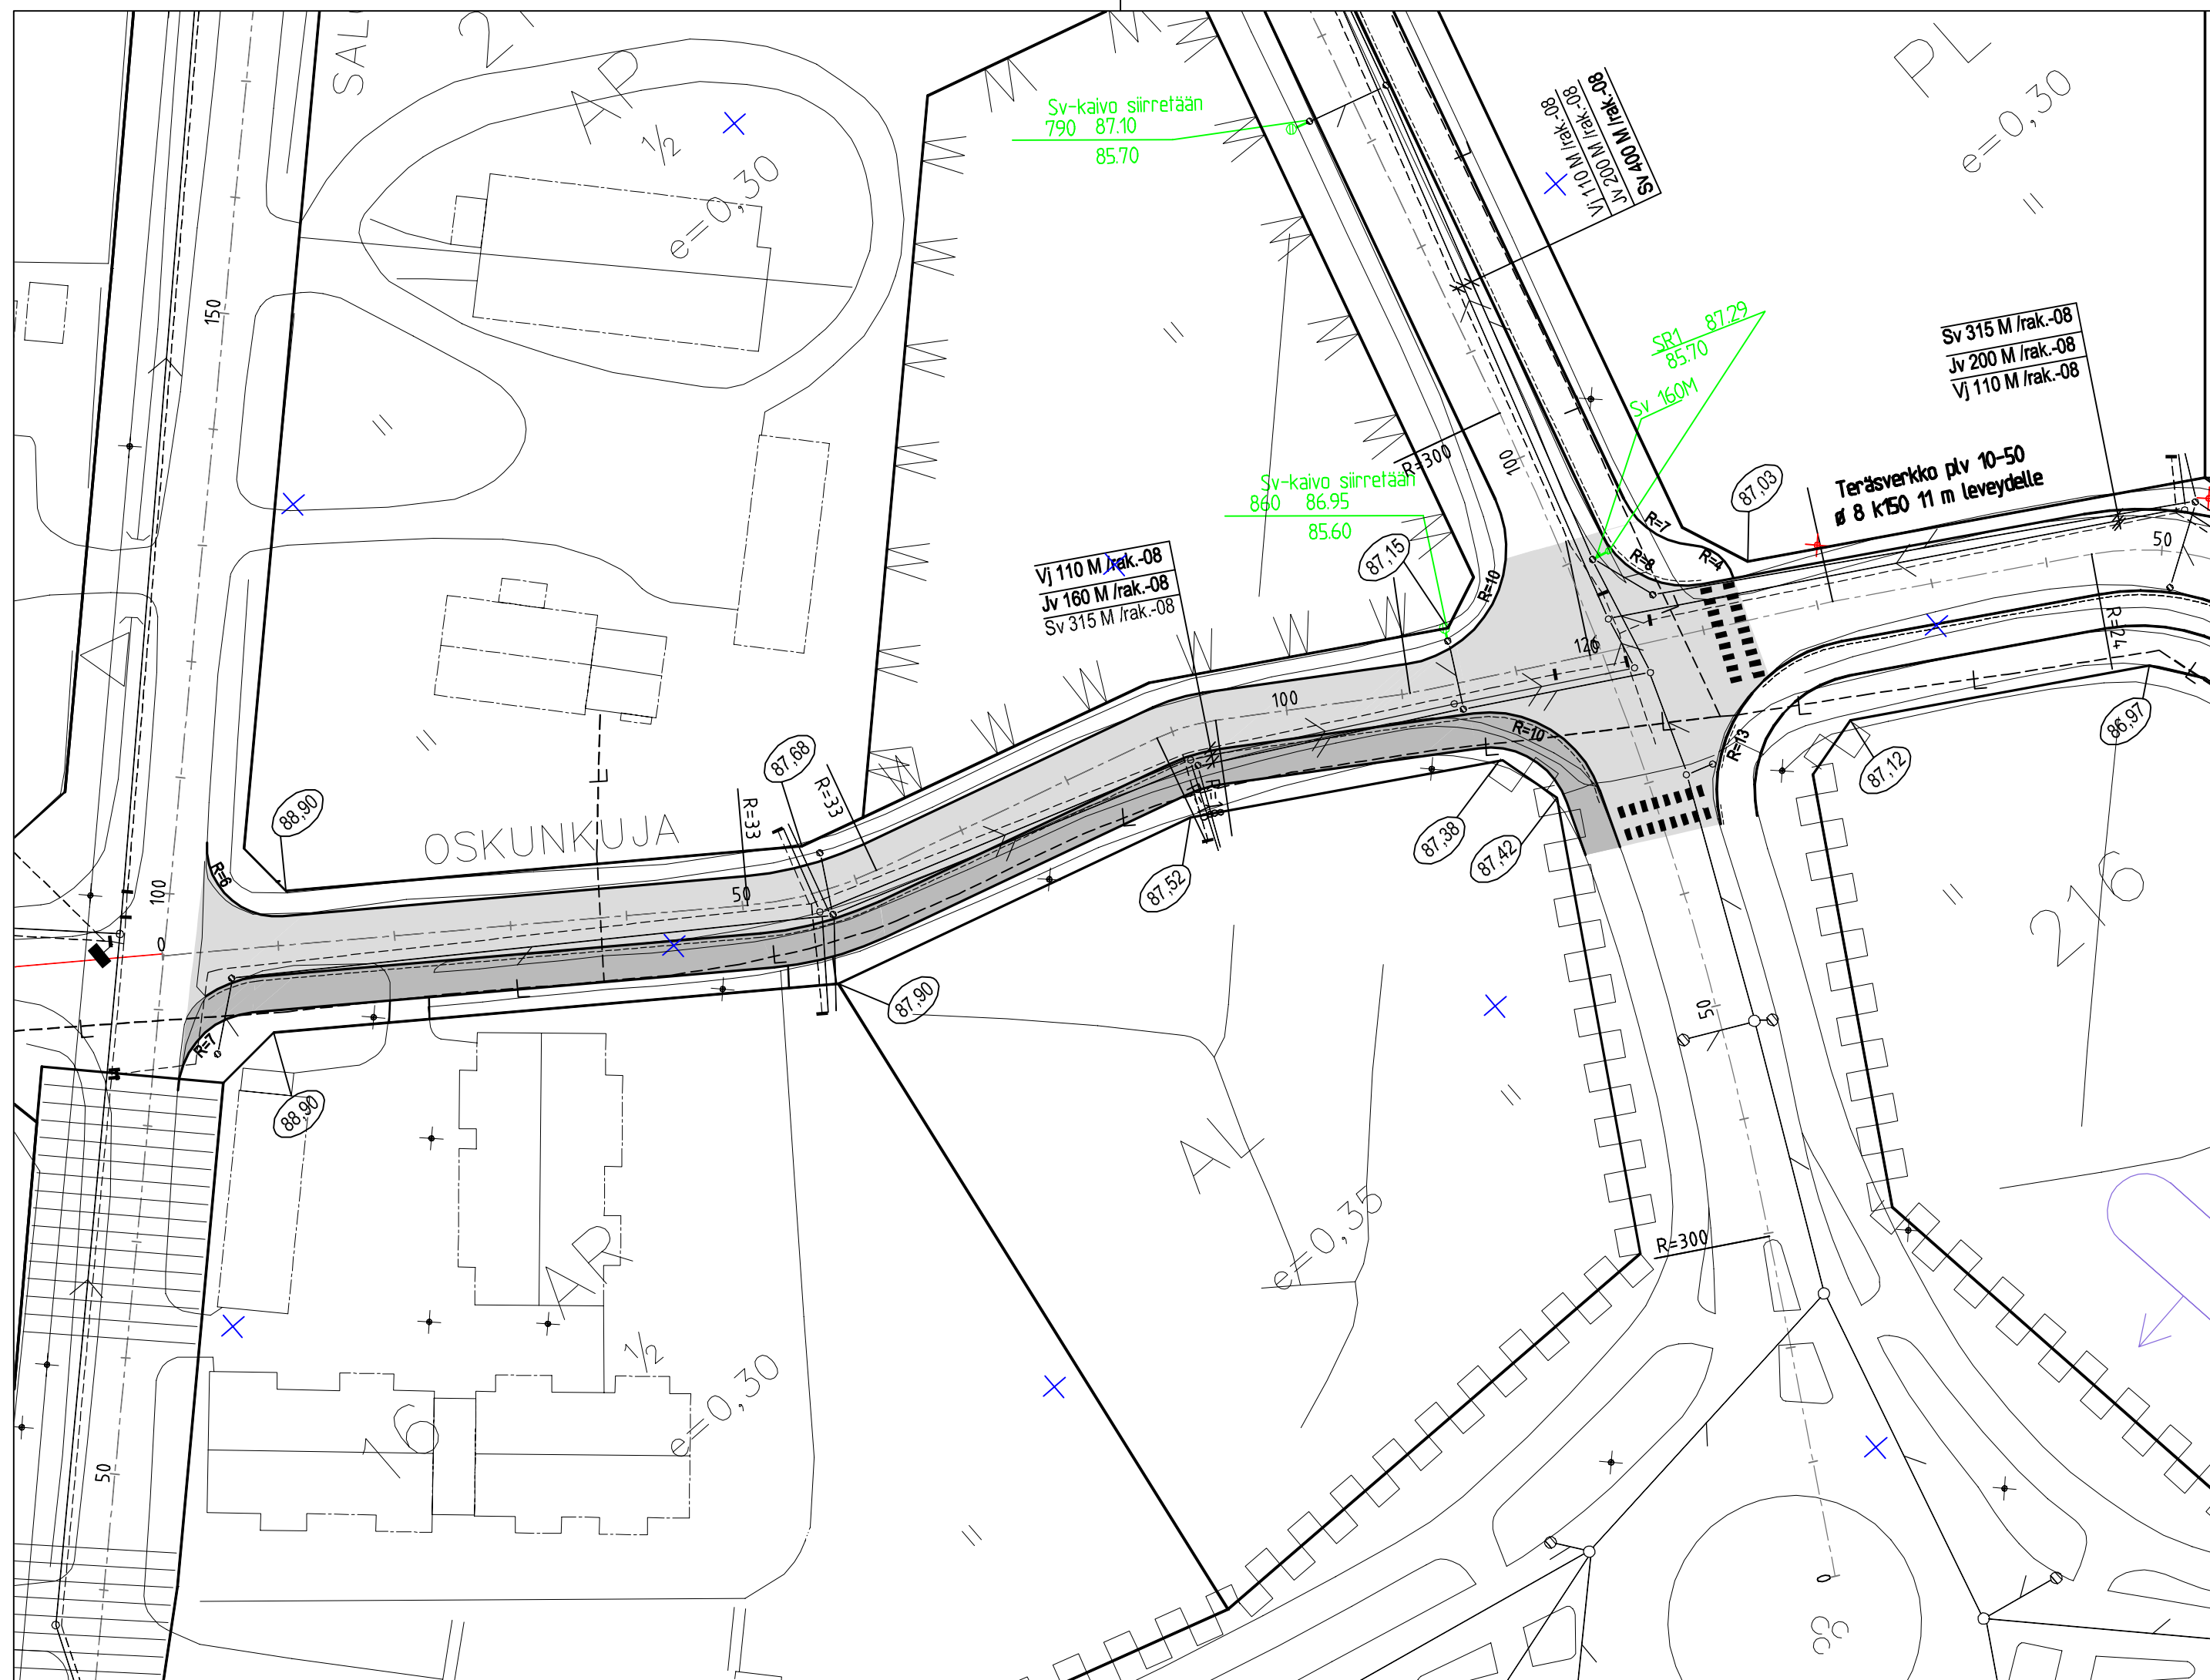 SAL
21
AP
1/2
e=0,30
Sv-kaivo siirretään
790 87.10
85.70
Vj 110 M /rak.-08
Jv 200 M /rak.-08
Sv 400 M /rak.-08
PL
e=0,30
150
SR1 87.29
85.70
Sv 160M
Sv 315 M /rak.-08
Jv 200 M /rak.-08
Vj 110 M /rak.-08
R=300
100
Sv-kaivo siirretään
860 86.95
85.60
87,03
Teräsverkko plv 10-50
ø 8 k150 11 m leveydelle
R=7
R=8
R=4
50
Vj 110 M /rak.-08
Jv 160 M /rak.-08
Sv 315 M /rak.-08
87,15
R=10
126
R=24
100
R=10
R=13
86,97
87,12
87,68
R=33
R=33
88,90
OSKUNKUJA
R=18
87,38
87,42
87,52
R=6
100
50
0
87,90
216
R=7
88,90
50
AL
e=0,35
AR
R=300
1/2
e=0,30
16
50
0